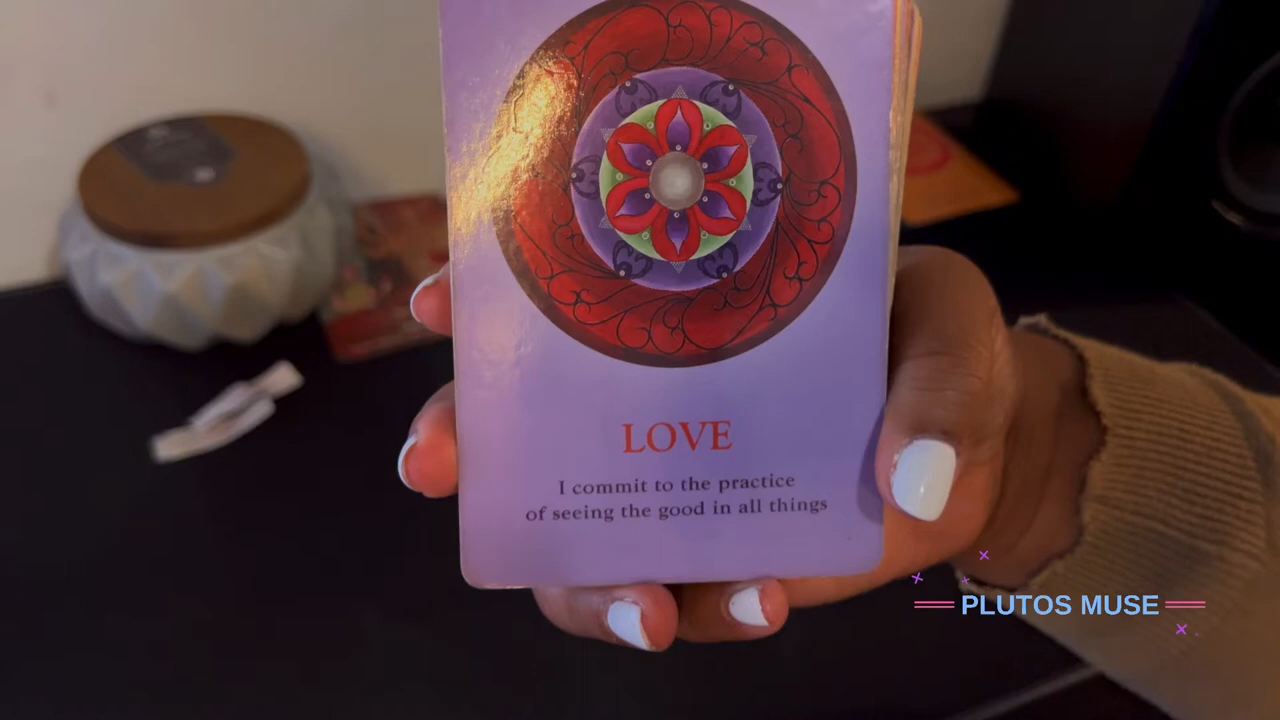 LOVE
I commit to the practice
of seeing the good in all things
PLUTOS MUSE